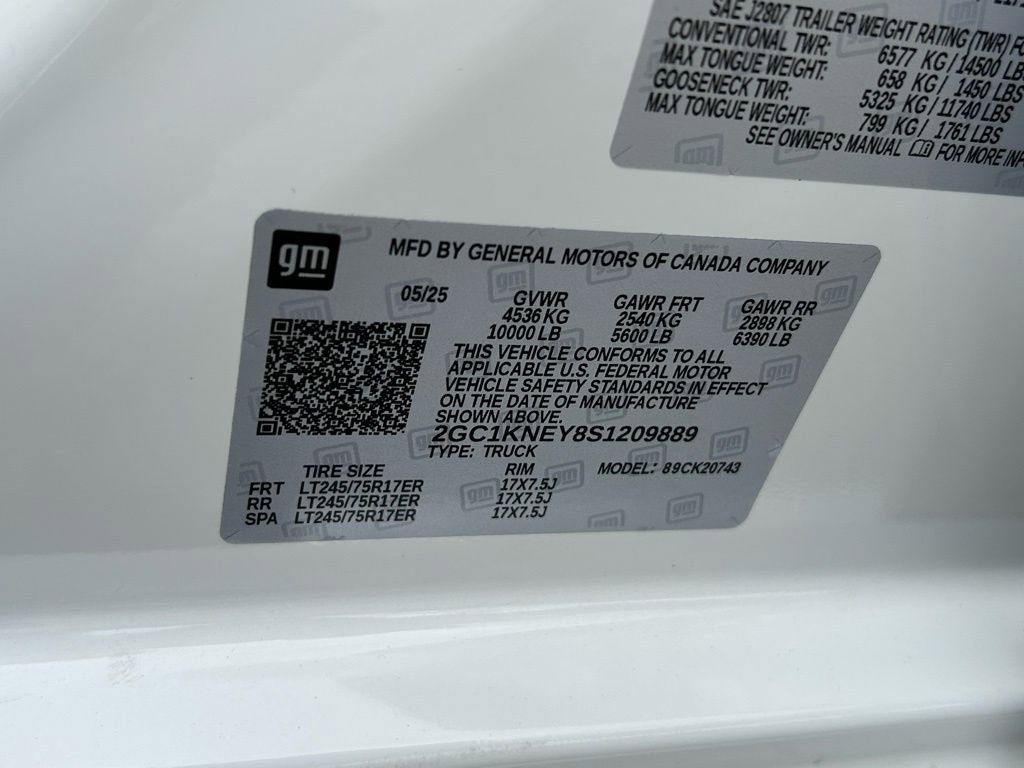 SAE J2807 TRAILER WEIGHT RATING (TWR)
CONVENTIONAL TWR: 6577 KG/14500 LB
MAX TONGUE WEIGHT: 658 KG/ 1450 LBS
GOOSENECK TWR: 5325 KG/11740 LBS
MAX TONGUE WEIGHT: 799 KG/ 1761 LBS
SEE OWNER'S MANUAL FOR MORE
gm
MFD BY GENERAL MOTORS OF CANADA COMPANY
05/25 GVWR GAWR FRT GAWR RR
4536 KG 2540 KG 2898 KG
10000 LB 5600 LB 6390 LB
THIS VEHICLE CONFORMS TO ALL
APPLICABLE U.S. FEDERAL MOTOR
VEHICLE SAFETY STANDARDS IN EFFECT
ON THE DATE OF MANUFACTURE
SHOWN ABOVE.
2GC1KNEY8S1209889
TYPE: TRUCK
TIRE SIZE RIM MODEL: 89CK20743
FRT LT245/75R17ER 17X7.5J
RR LT245/75R17ER 17X7.5J
SPA LT245/75R17ER 17X7.5J